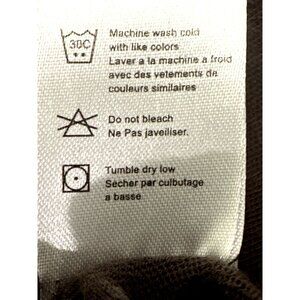 30C
Machine wash cold
with like colors
Laver a la machine a froid
avec des vetements de
couleurs similaires
Do not bleach
Ne Pas javeiliser.
Tumble dry low
Secher par culbutage
a basse